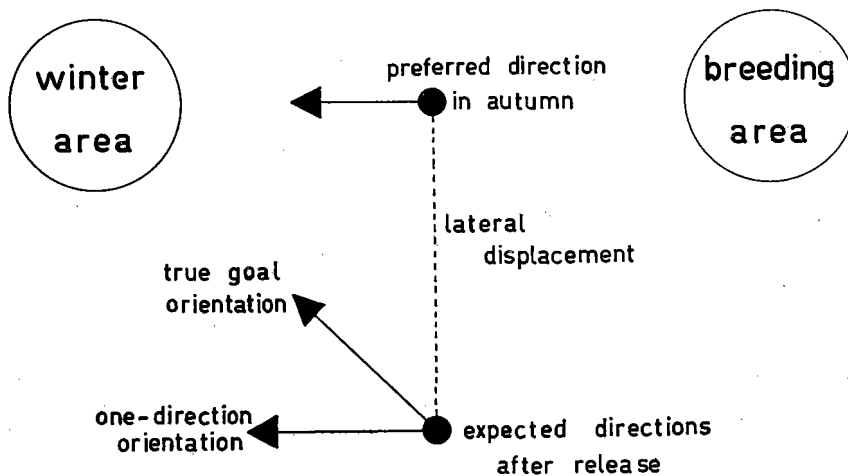 winter
area
preferred direction
in autumn
breeding
area
lateral
displacement
true goal
orientation
one-direction
orientation
expected directions
after release